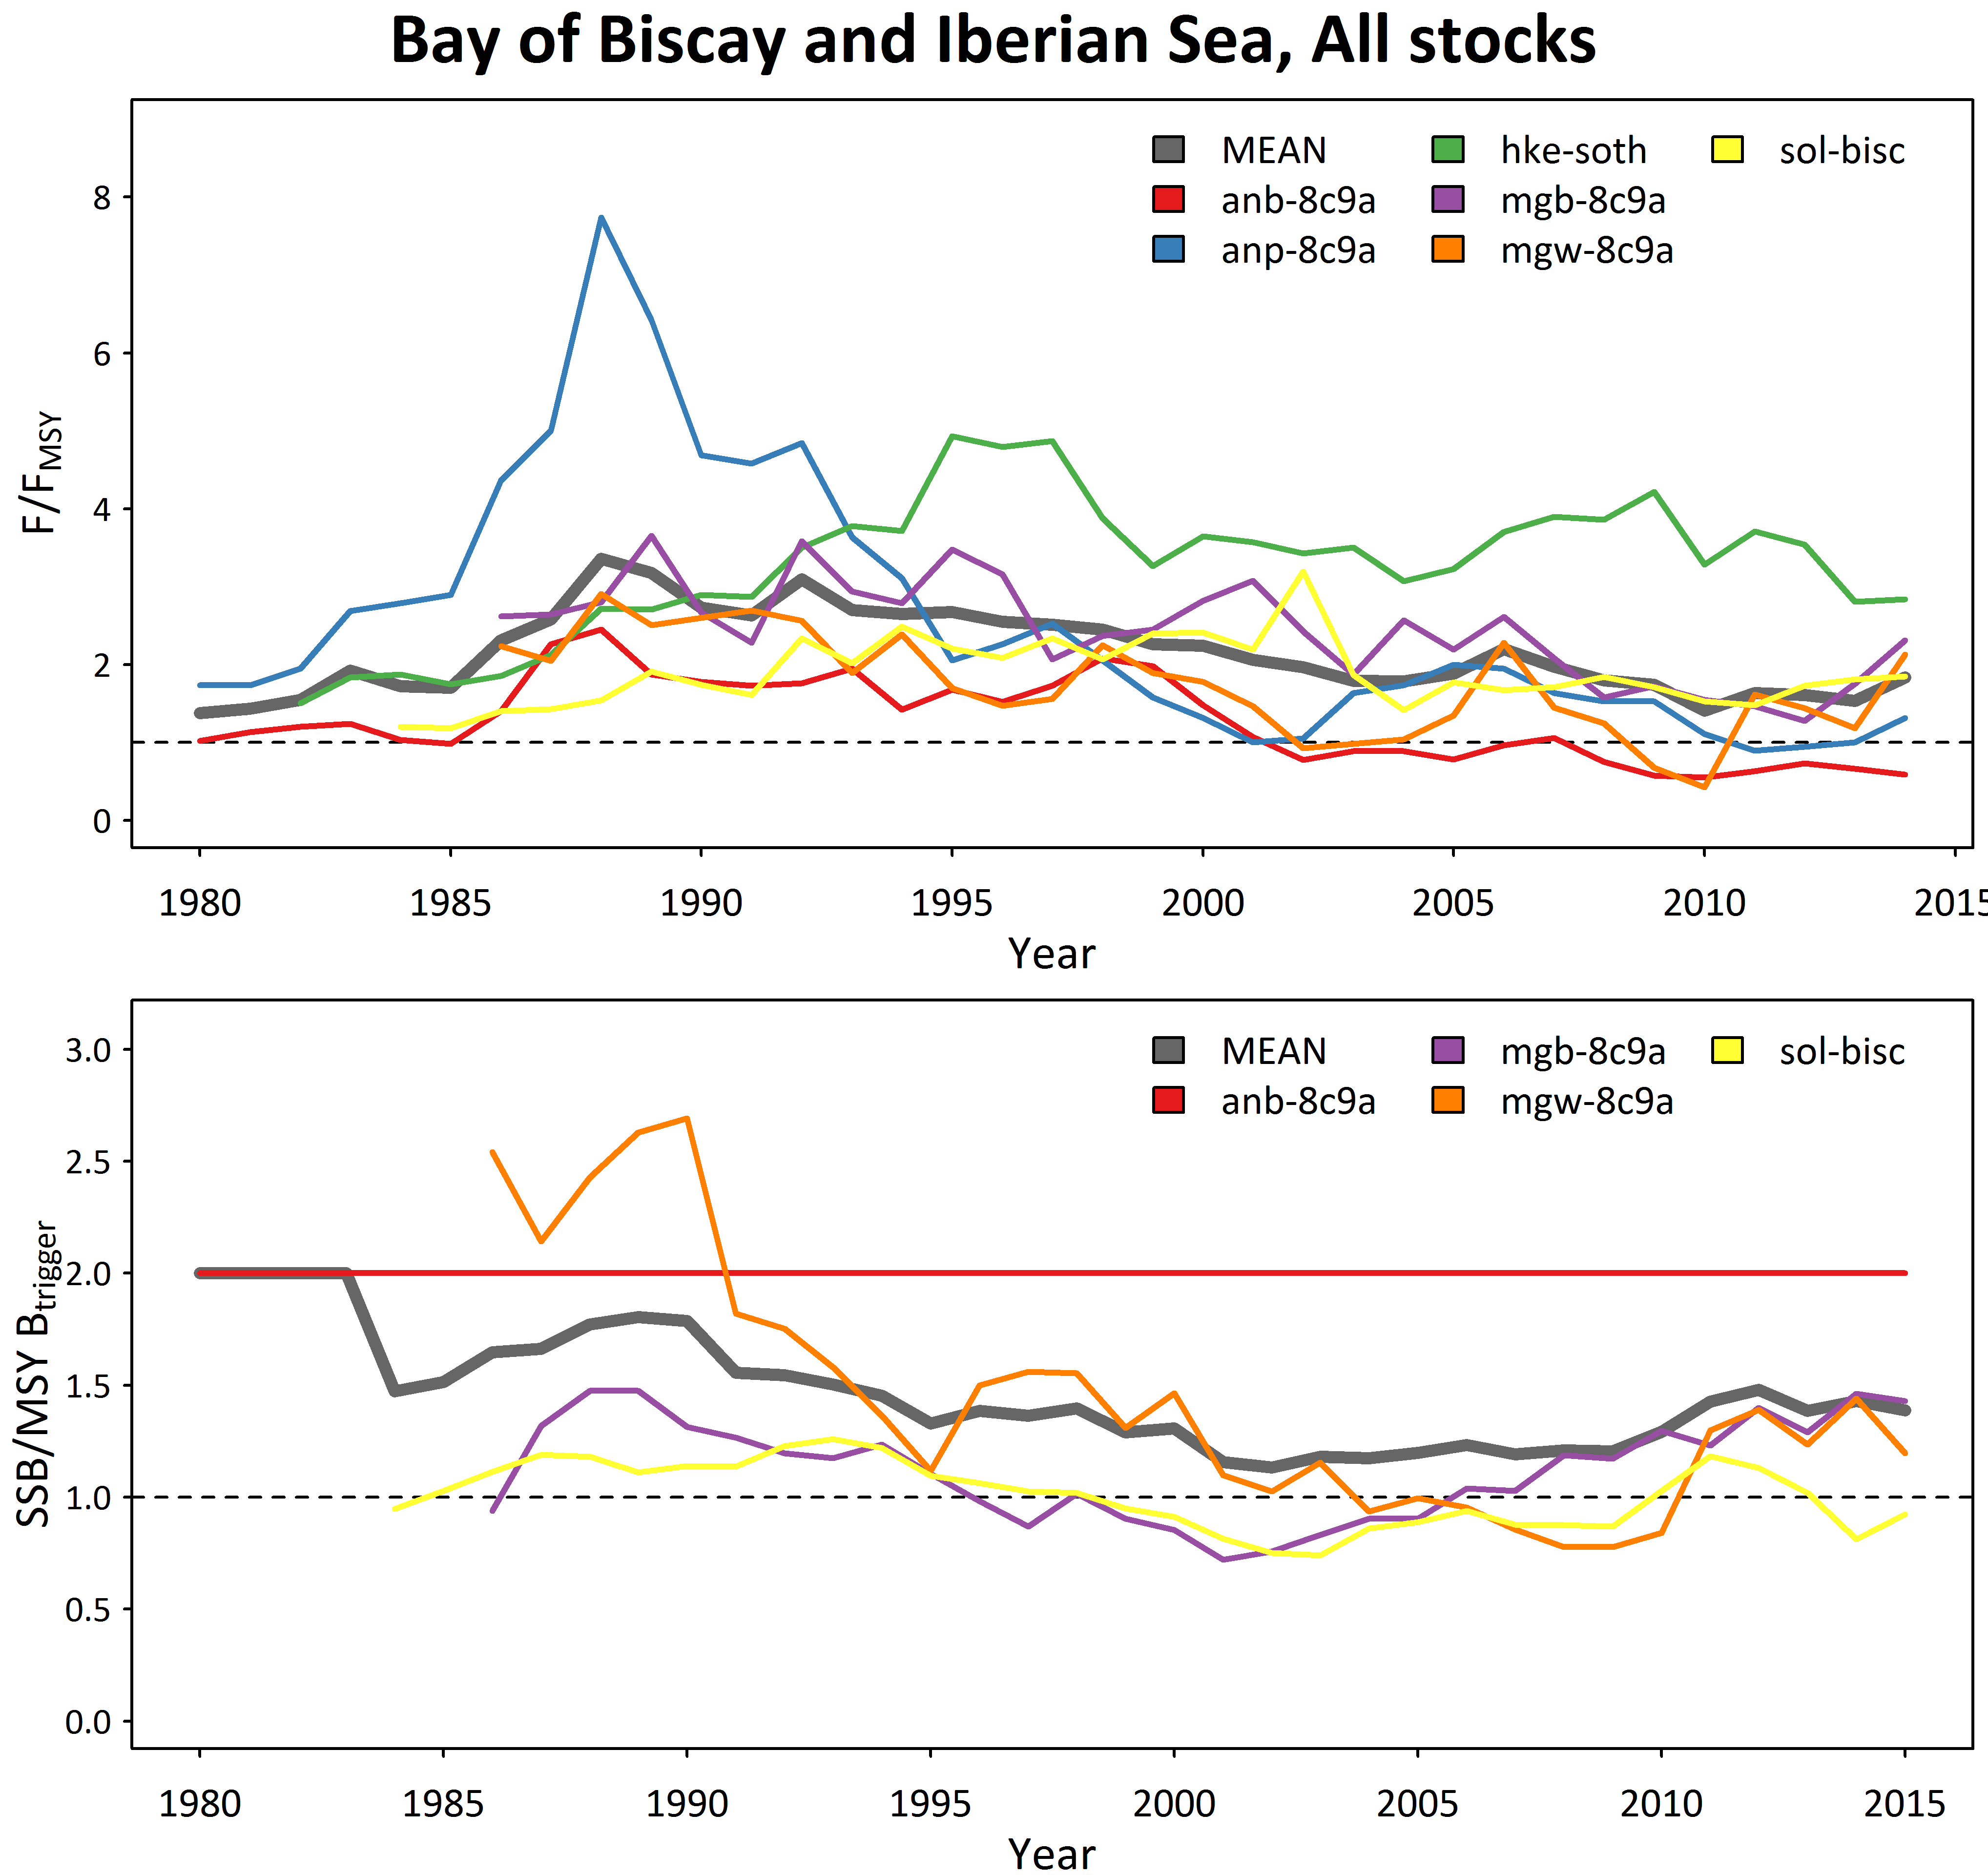 Bay of Biscay and Iberian Sea, All stocks
MEAN hke-soth sol-bisc
anb-8c9a mgb-8c9a
anp-8c9a mgw-8c9a
F/FMSY
8
6
4
2
0
1980 1985 1990 1995 2000 2005 2010 2015
Year
MEAN mgb-8c9a sol-bisc
anb-8c9a mgw-8c9a
SSB/MSY Btrigger
3.0
2.5
2.0
1.5
1.0
0.5
0.0
1980 1985 1990 1995 2000 2005 2010 2015
Year